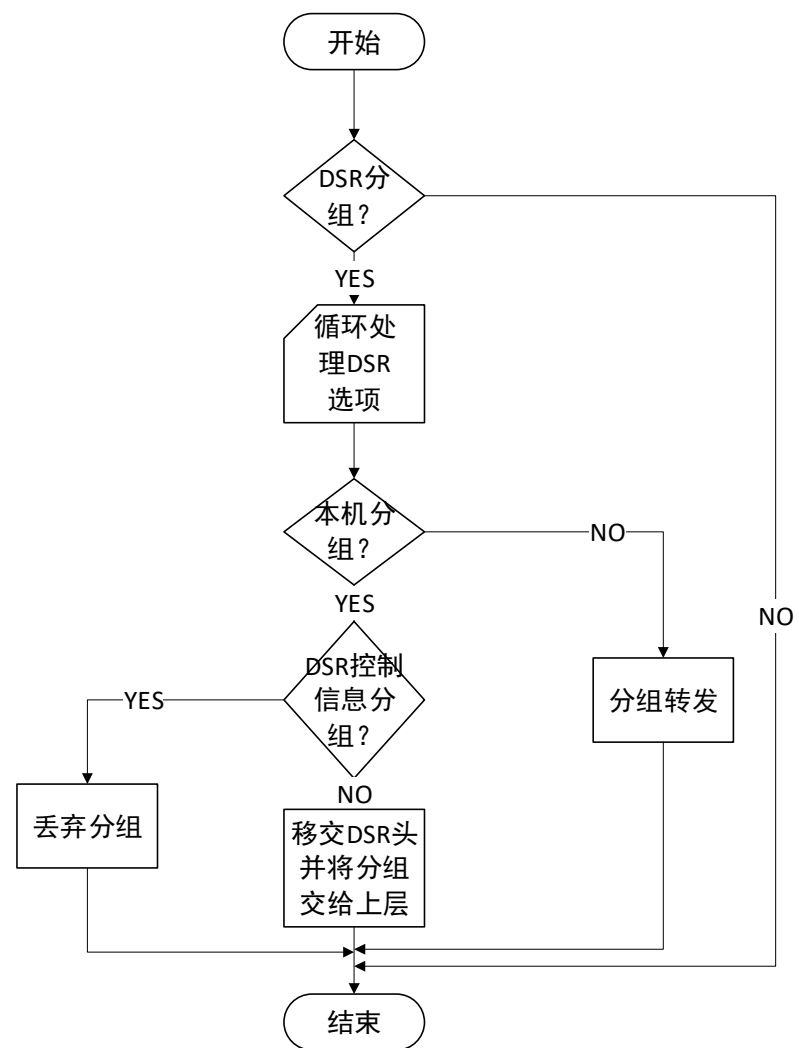 开始
DSR分
组？
YES
循环处
理DSR
选项
本机分
组？
NO
YES
NO
DSR控制
信息分
组？
YES
分组转发
丢弃分组
NO
移交DSR头
并将分组
交给上层
结束